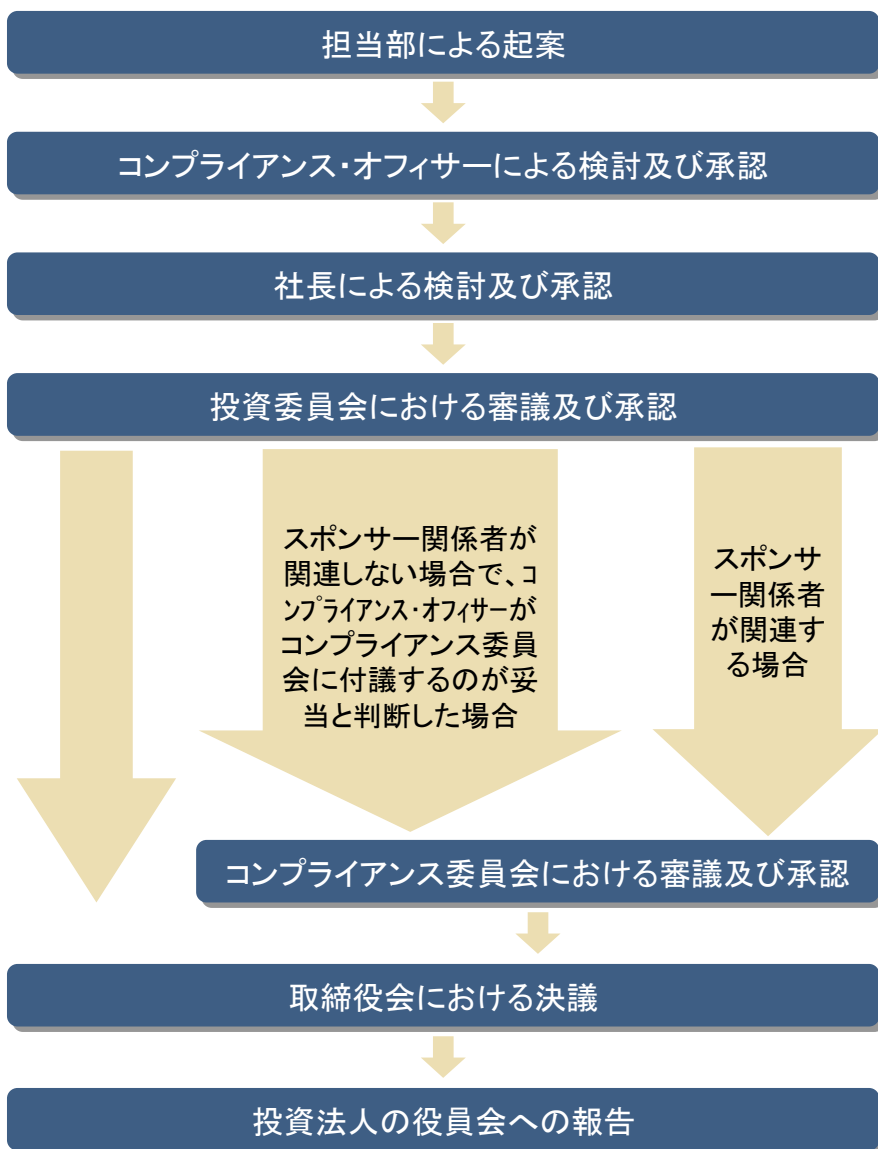 担当部による起案
コンプライアンス・オフィサーによる検討及び承認
社長による検討及び承認
投資委員会における審議及び承認
スポンサー関係者が
関連しない場合で、コ
ンプライアンス・オフィサーが
コンプライアンス委員
会に付議するのが妥
当と判断した場合
スポンサ
ー関係者
が関連す
る場合
コンプライアンス委員会における審議及び承認
取締役会における決議
投資法人の役員会への報告